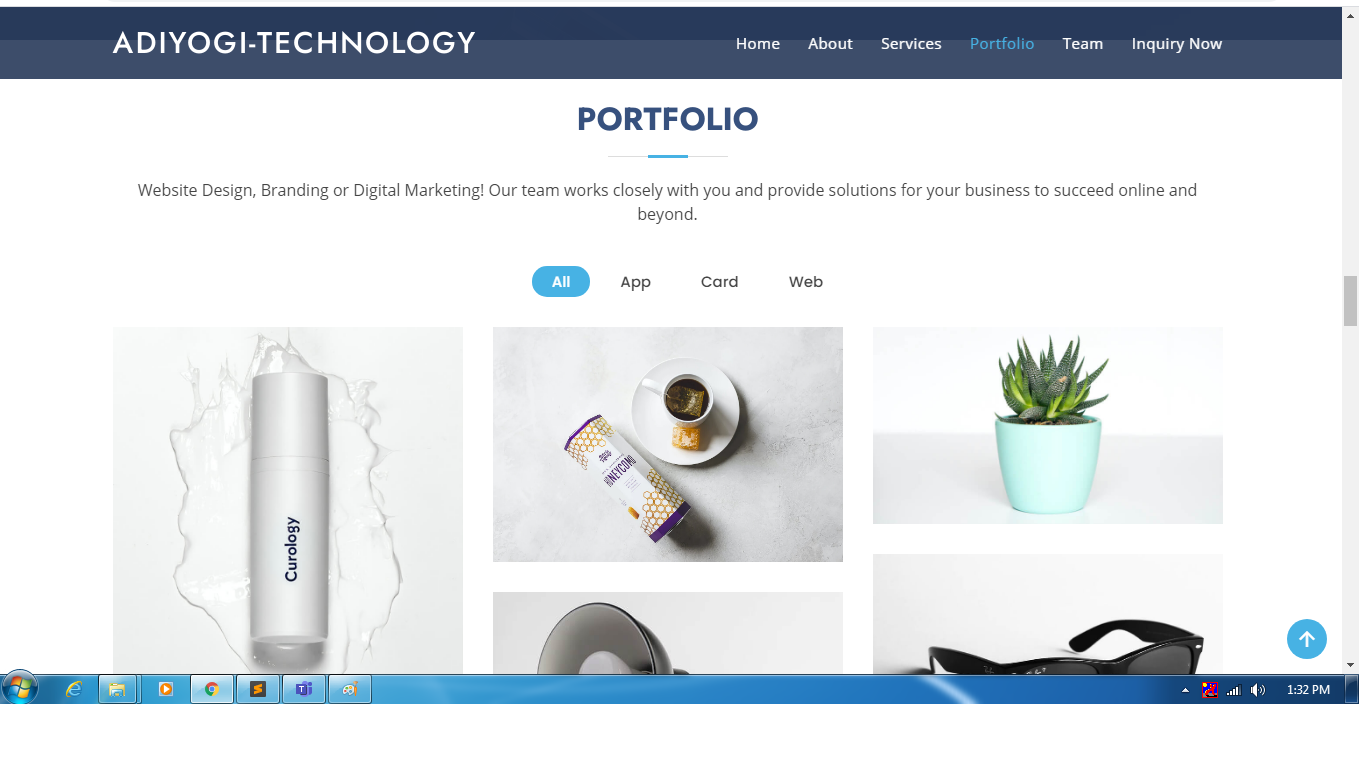 ADIYOGI-TECHNOLOGY
Home About Services Portfolio Team Inquiry Now
PORTFOLIO
Website Design, Branding or Digital Marketing! Our team works closely with you and provide solutions for your business to succeed online and
beyond.
All App Card Web
Curology
HONEYCOMB
1:32 PM